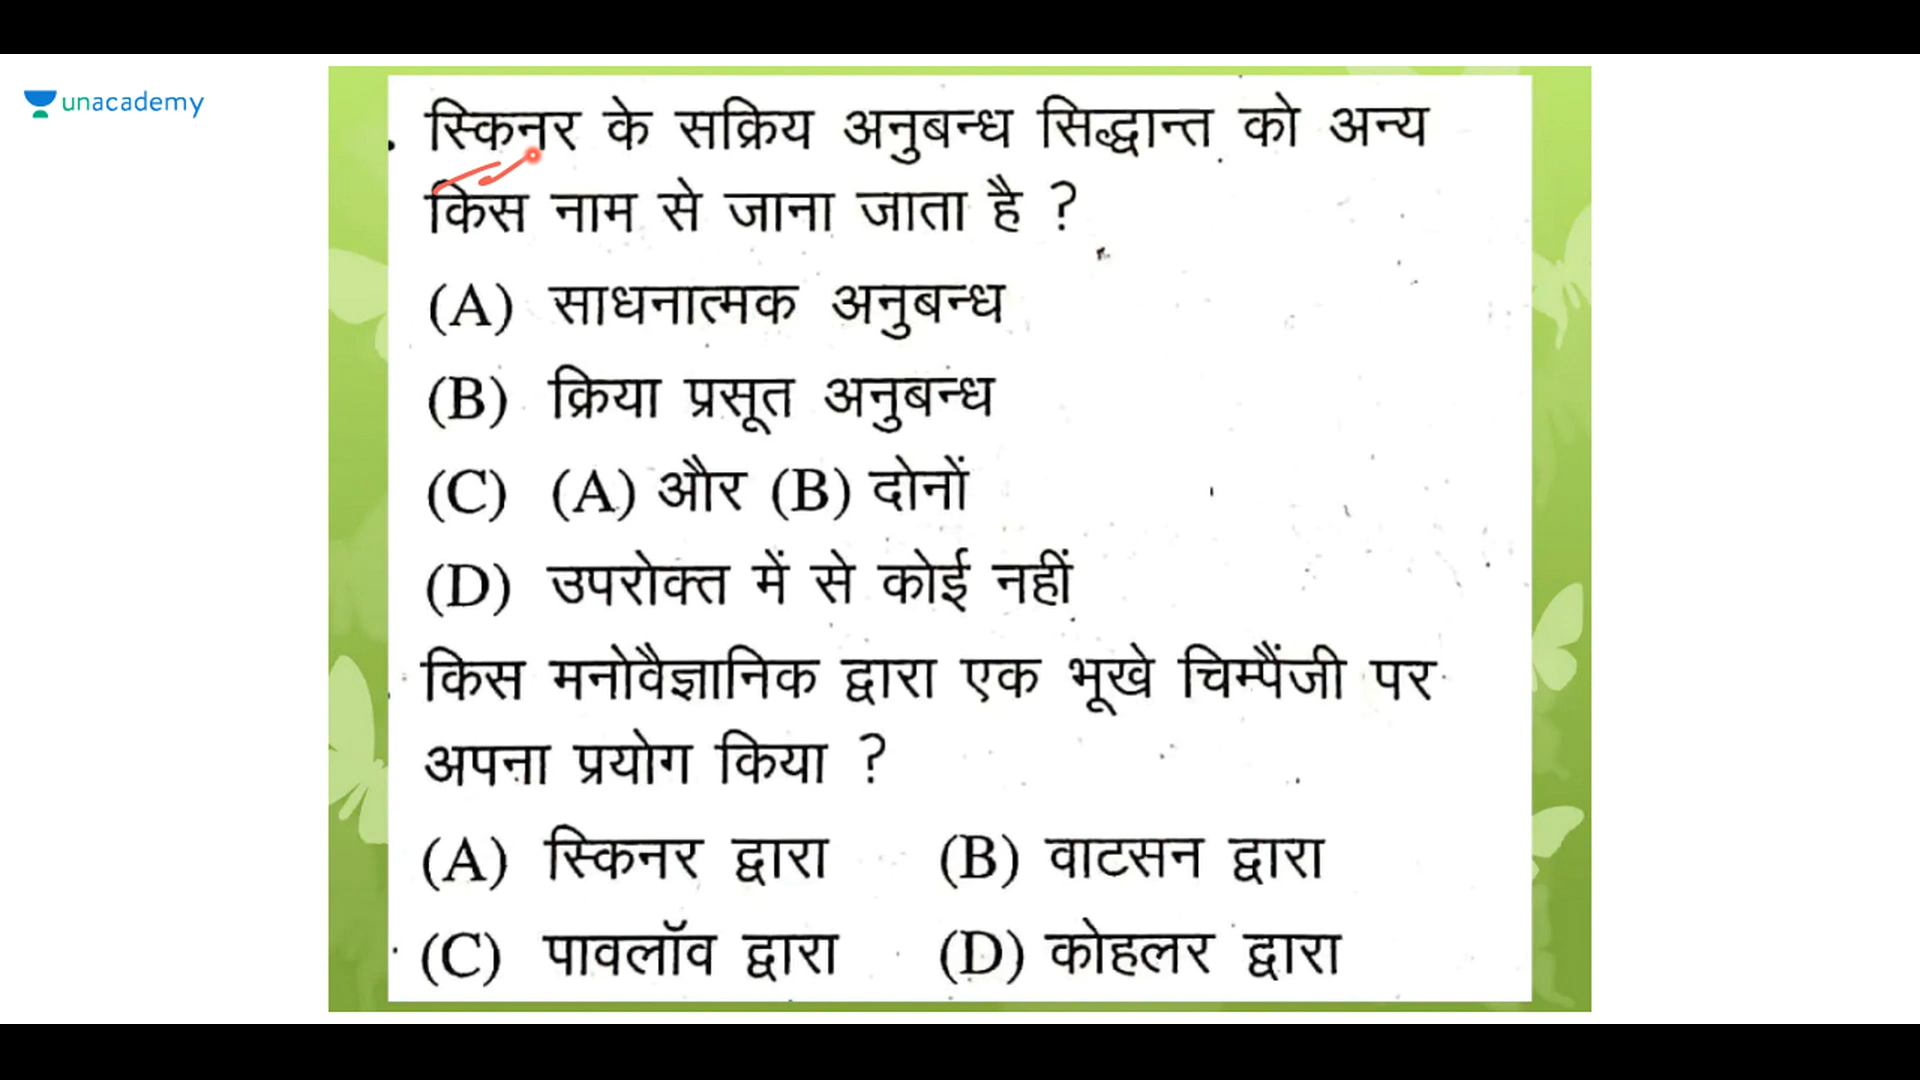 unacademy
स्किनर के सक्रिय अनुबन्ध सिद्धान्त को अन्य
किस नाम से जाना जाता है ?
(A) साधनात्मक अनुबन्ध
(B) क्रिया प्रसूत अनुबन्ध
(C) (A) और (B) दोनों
(D) उपरोक्त में से कोई नहीं
किस मनोवैज्ञानिक द्वारा एक भूखे चिम्पैंजी पर
अपना प्रयोग किया ?
(A) स्किनर द्वारा (B) वाटसन द्वारा
(C) पावलॉव द्वारा (D) कोहलर द्वारा